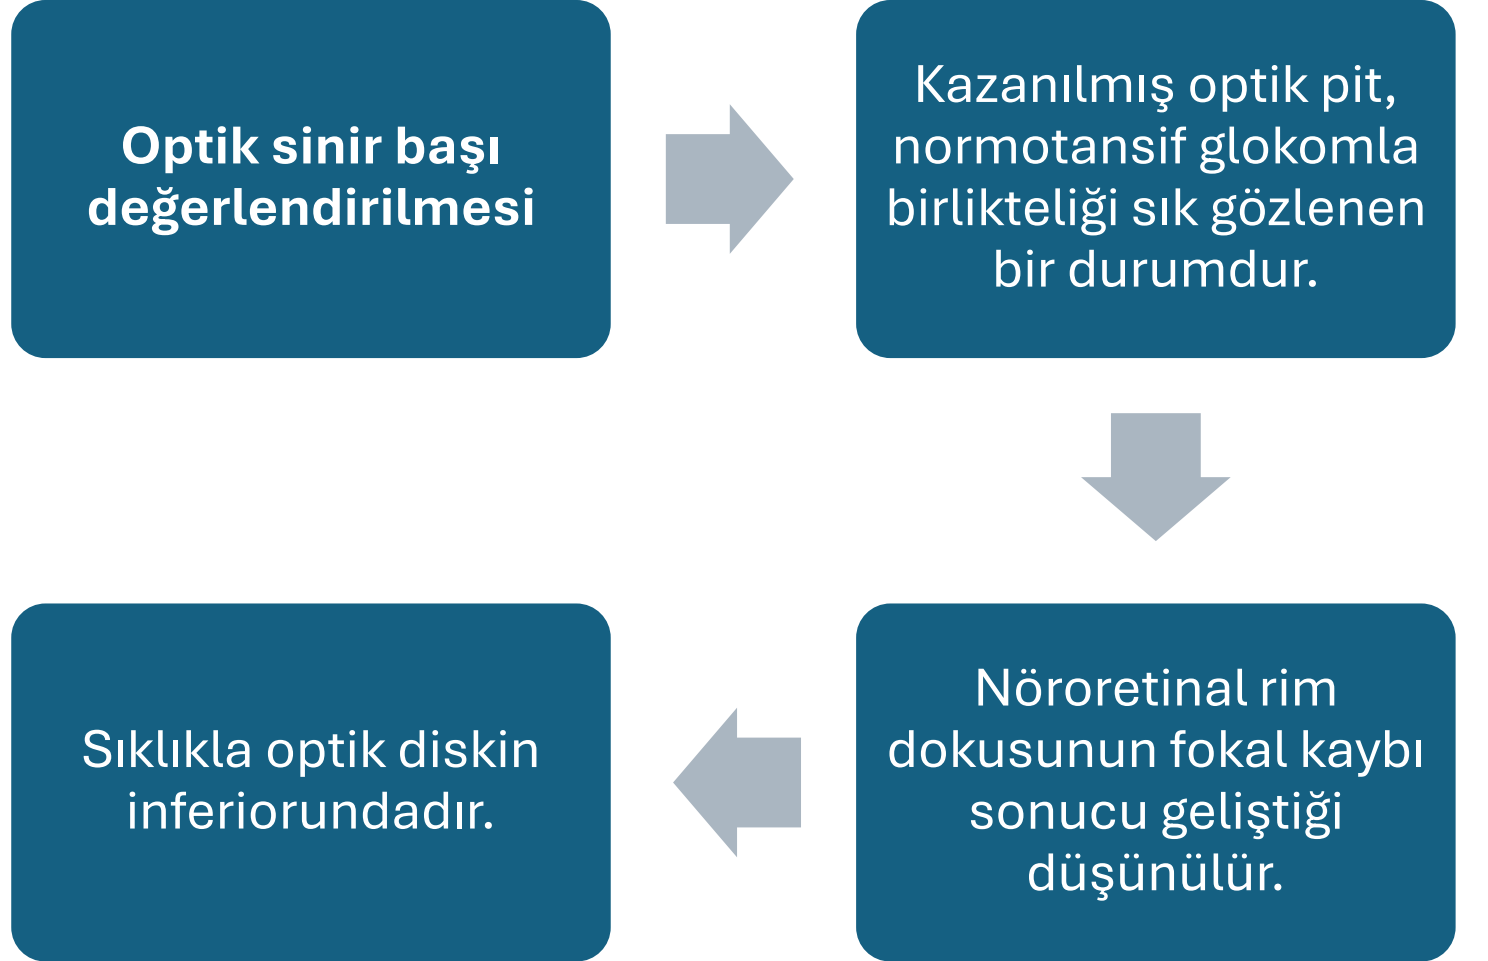 Optik sinir başı
değerlendirilmesi
Kazanılmış optik pit,
normotansif glokomla
birlikteliği sık gözlenen
bir durumdur.
Nöroretinal rim
dokusunun fokal kaybı
sonucu geliştiği
düşünülür.
Sıklıkla optik diskin
inferiorundadır.